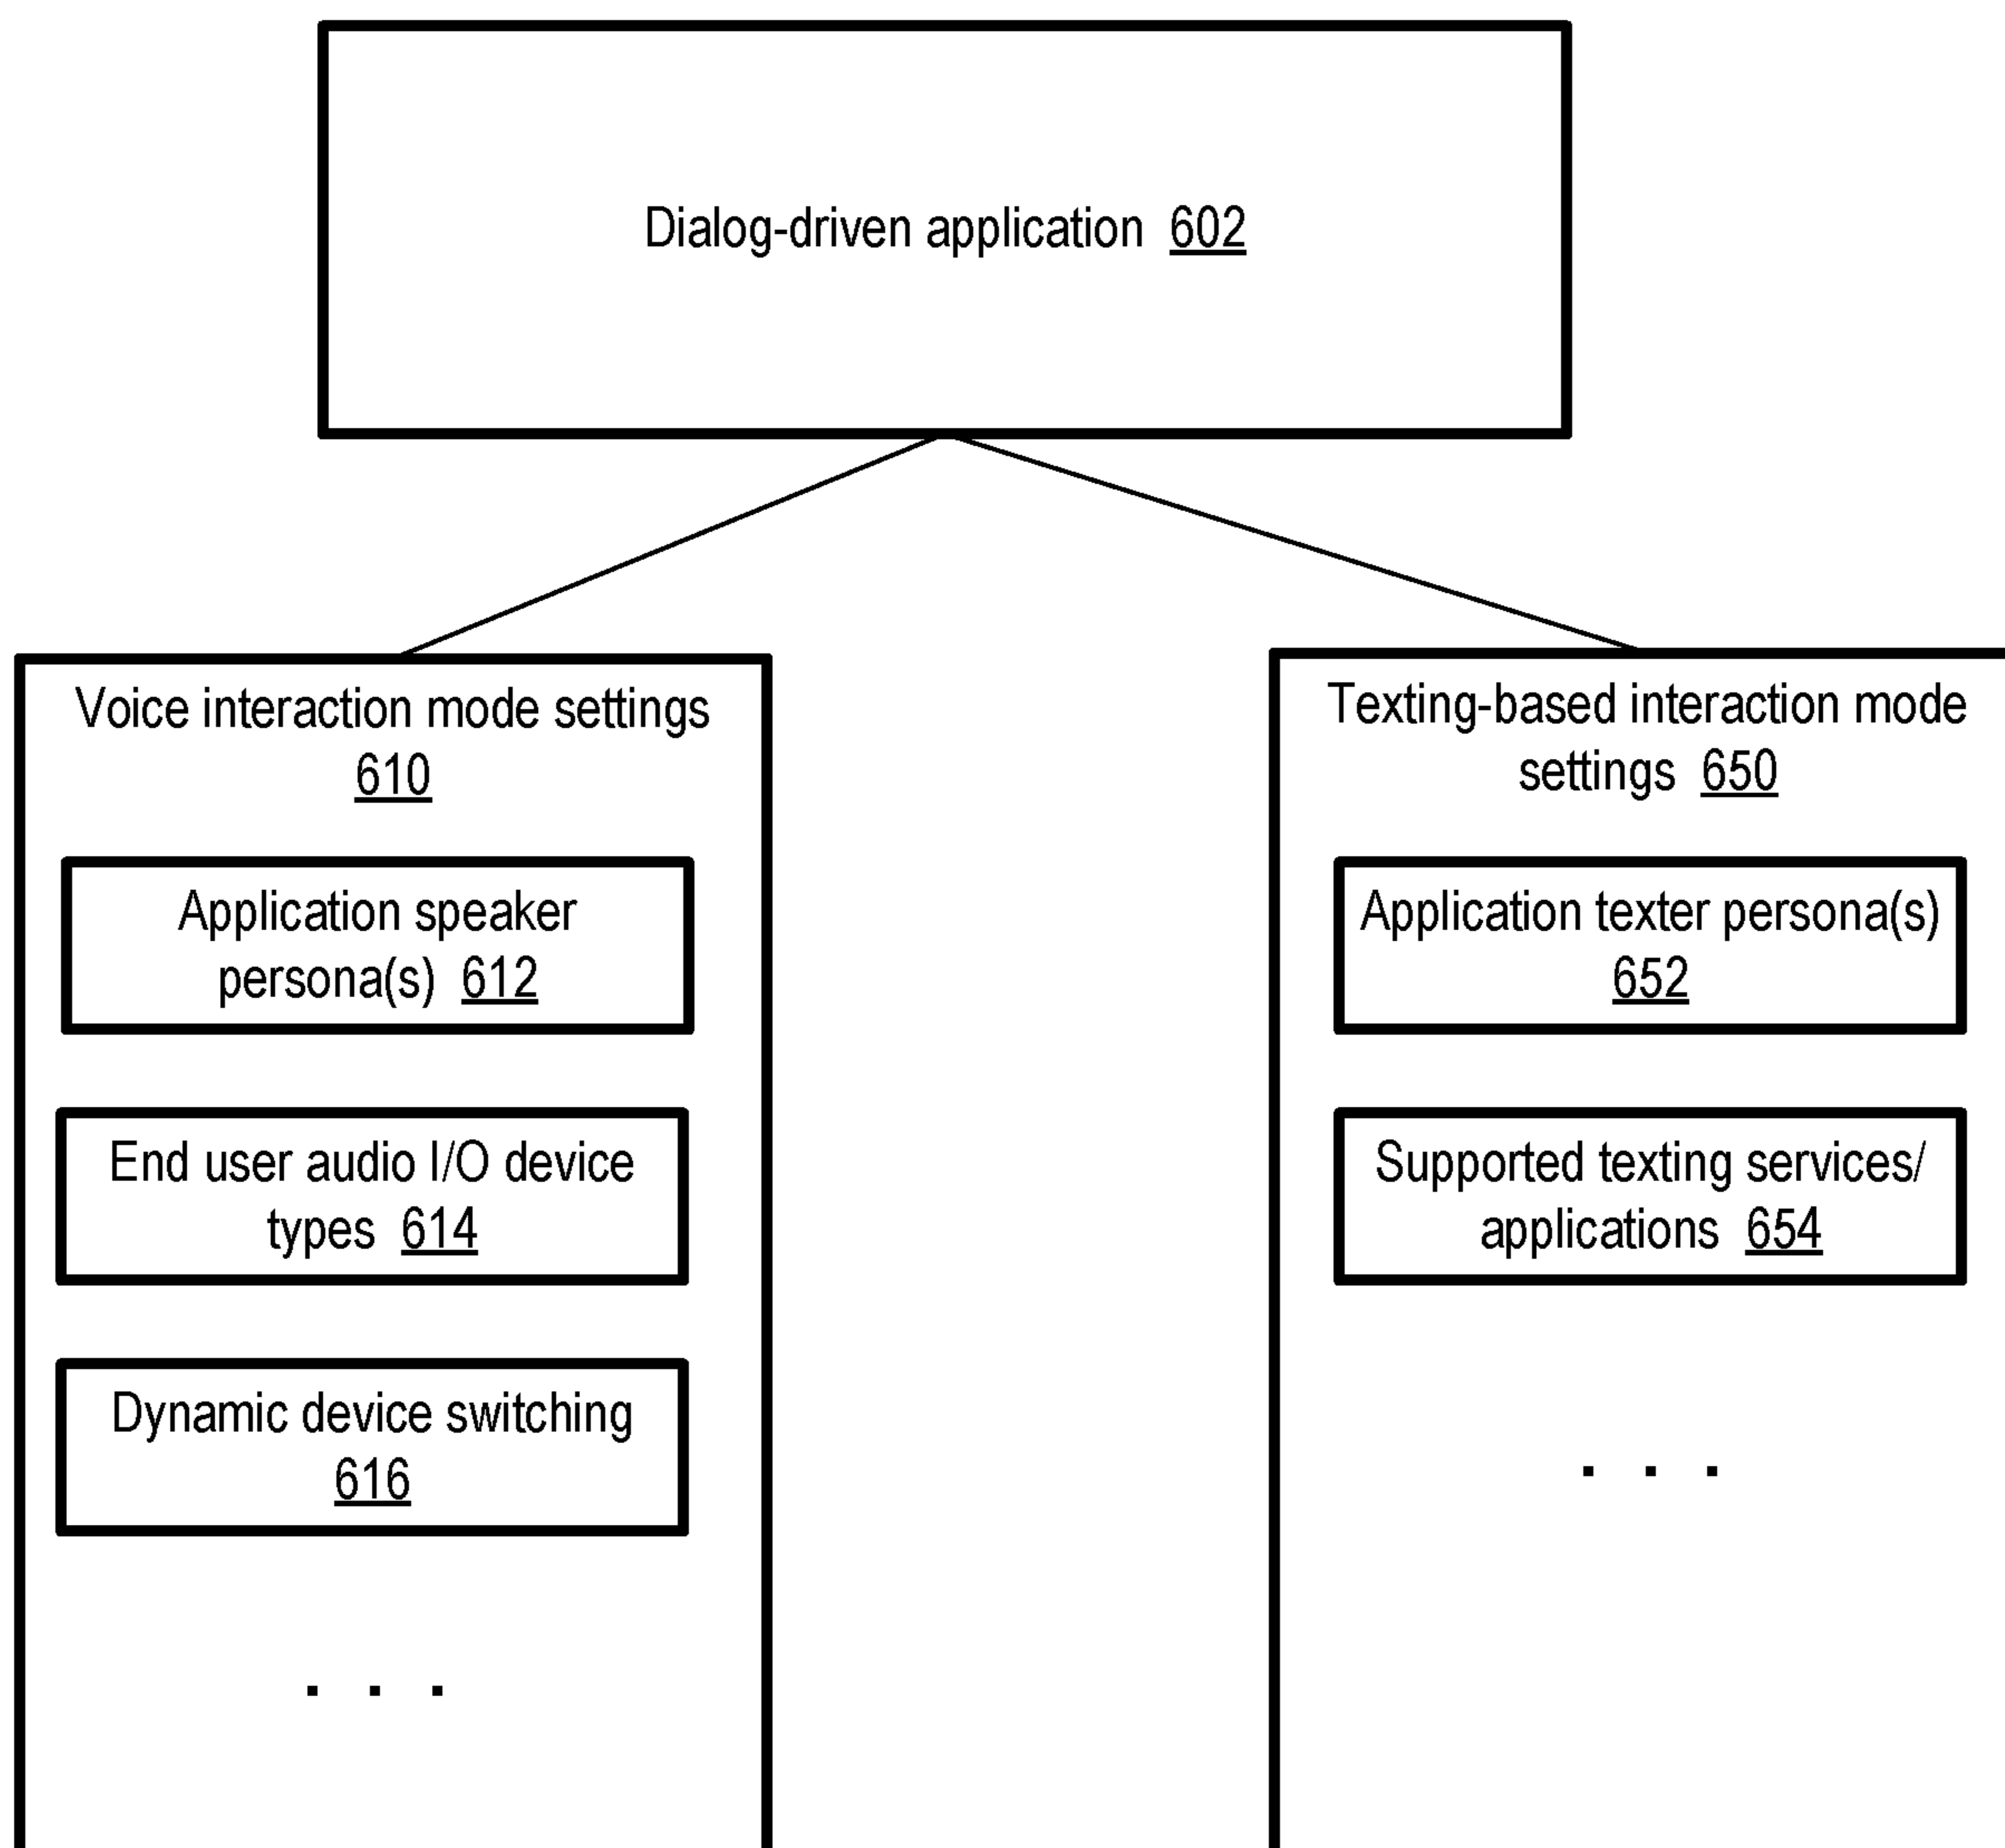 Dialog-driven application 602
Voice interaction mode settings
610
Application speaker
persona(s) 612
End user audio I/O device
types 614
Dynamic device switching
616
. . .
Texting-based interaction mode
settings 650
Application texter persona(s)
652
Supported texting services/
applications 654
. . .